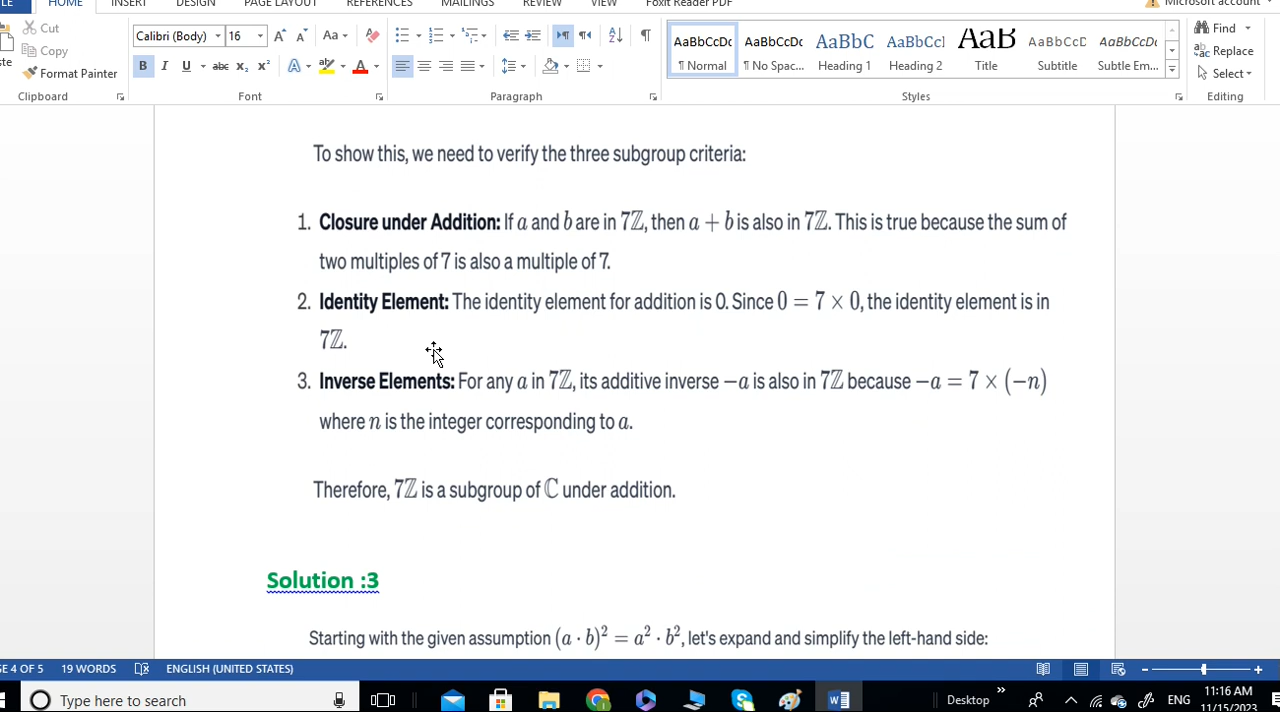 HOME INSERT DESIGN PAGE LAYOUT REFERENCES MAILINGS REVIEW VIEW Foxit Reader PDF Microsoft account
Cut
Copy
Format Painter
Calibri (Body) 16
AaBbCcDc AaBbCcDc AaBbC AaBbCcl AaB AaBbCcD AaBbCcDc
¶ Normal ¶ No Spac... Heading 1 Heading 2 Title Subtitle Subtle Em...
Find
Replace
Select
Clipboard Font Paragraph Styles Editing
To show this, we need to verify the three subgroup criteria:
1. Closure under Addition: If a and b are in 7ℤ, then a + b is also in 7ℤ. This is true because the sum of
two multiples of 7 is also a multiple of 7.
2. Identity Element: The identity element for addition is 0. Since 0 = 7 × 0, the identity element is in
7ℤ.
3. Inverse Elements: For any a in 7ℤ, its additive inverse −a is also in 7ℤ because −a = 7 × (−n)
where n is the integer corresponding to a.
Therefore, 7ℤ is a subgroup of ℂ under addition.
Solution :3
Starting with the given assumption (a · b)² = a² · b², let's expand and simplify the left-hand side:
4 OF 5 19 WORDS ENGLISH (UNITED STATES)
Type here to search
Desktop
ENG
11:16 AM
11/15/2023